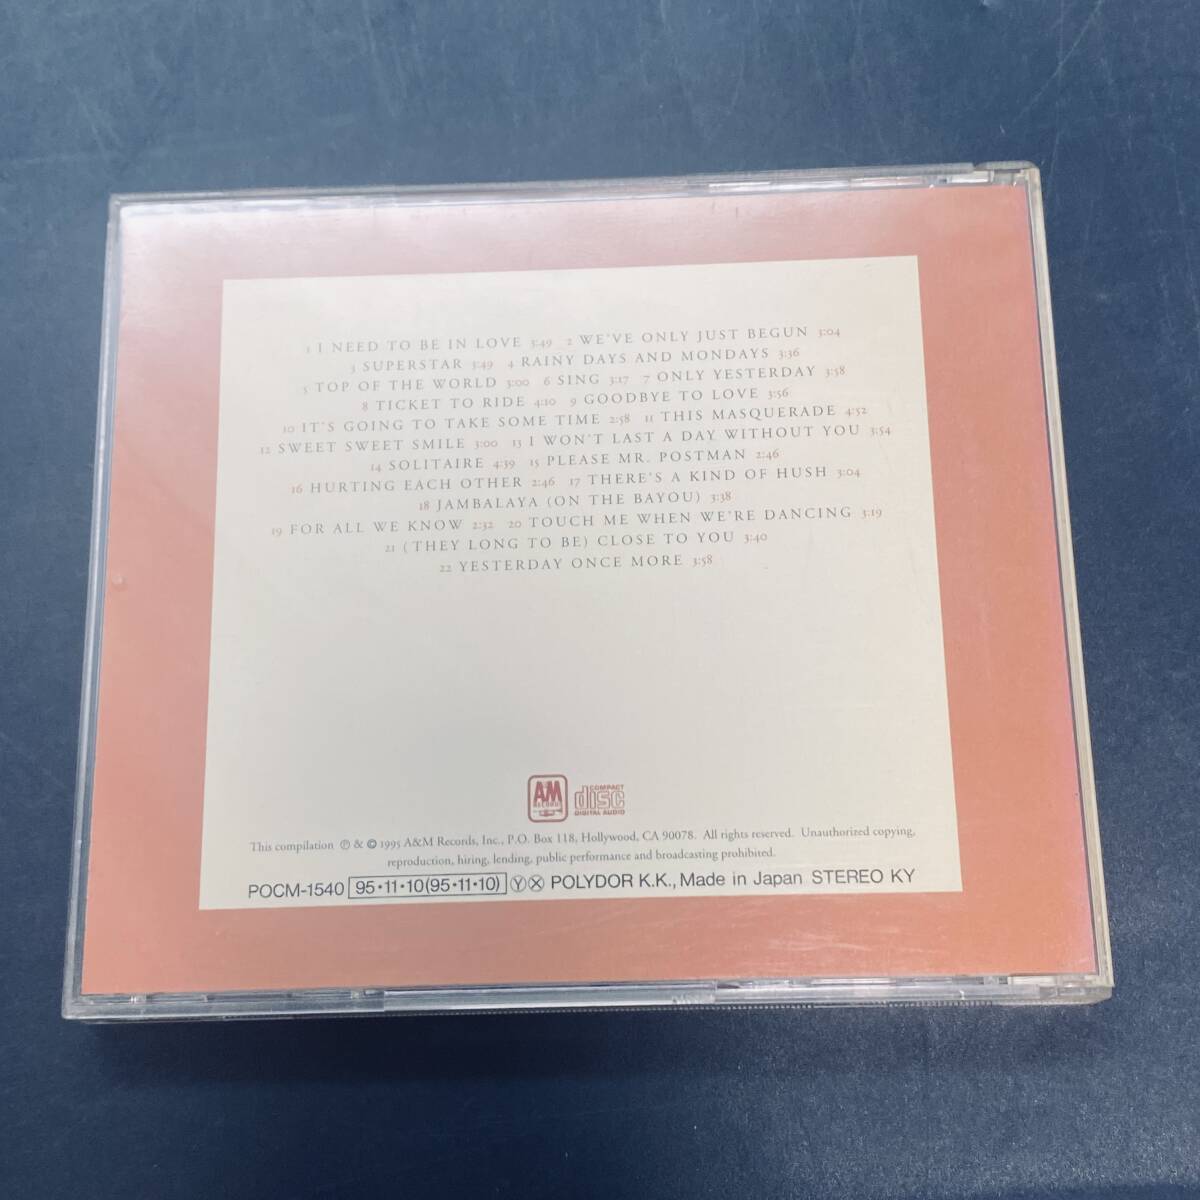 1 I NEED TO BE IN LOVE 3:49 2 WE'VE ONLY JUST BEGUN 3:04
3 SUPERSTAR 3:49 4 RAINY DAYS AND MONDAYS 3:36
5 TOP OF THE WORLD 3:00 6 SING 3:17 7 ONLY YESTERDAY 3:58
8 TICKET TO RIDE 4:10 9 GOODBYE TO LOVE 3:56
10 IT'S GOING TO TAKE SOME TIME 2:58 11 THIS MASQUERADE 4:52
12 SWEET SWEET SMILE 3:00 13 I WON'T LAST A DAY WITHOUT YOU 3:54
14 SOLITAIRE 4:39 15 PLEASE MR. POSTMAN 2:46
16 HURTING EACH OTHER 2:46 17 THERE'S A KIND OF HUSH 3:04
18 JAMBALAYA (ON THE BAYOU) 3:38
19 FOR ALL WE KNOW 2:32 20 TOUCH ME WHEN WE'RE DANCING 3:19
21 (THEY LONG TO BE) CLOSE TO YOU 3:40
22 YESTERDAY ONCE MORE 3:58
A&M
RECORDS
COMPACT
disc
DIGITAL AUDIO
This compilation ℗ & © 1995 A&M Records, Inc., P.O. Box 118, Hollywood, CA 90078. All rights reserved. Unauthorized copying,
reproduction, hiring, lending, public performance and broadcasting prohibited.
POCM-1540 95·11·10(95·11·10) Ⓨⓧ POLYDOR K.K., Made in Japan STEREO KY